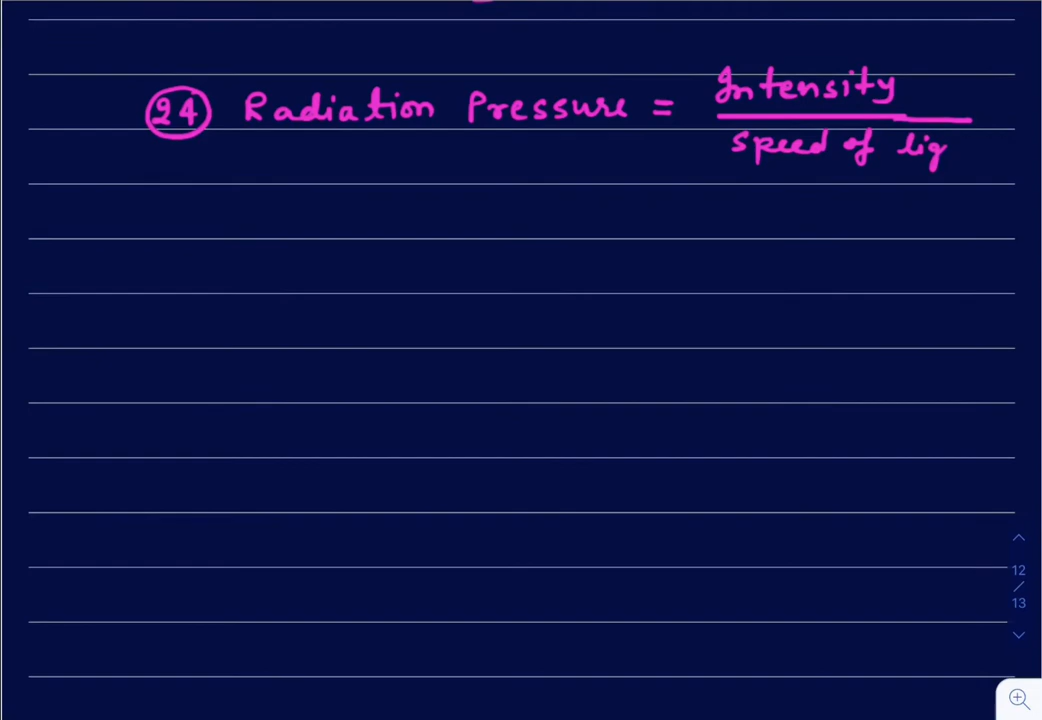 24 Radiation Pressure = Intensity
speed of lig
12
/
13